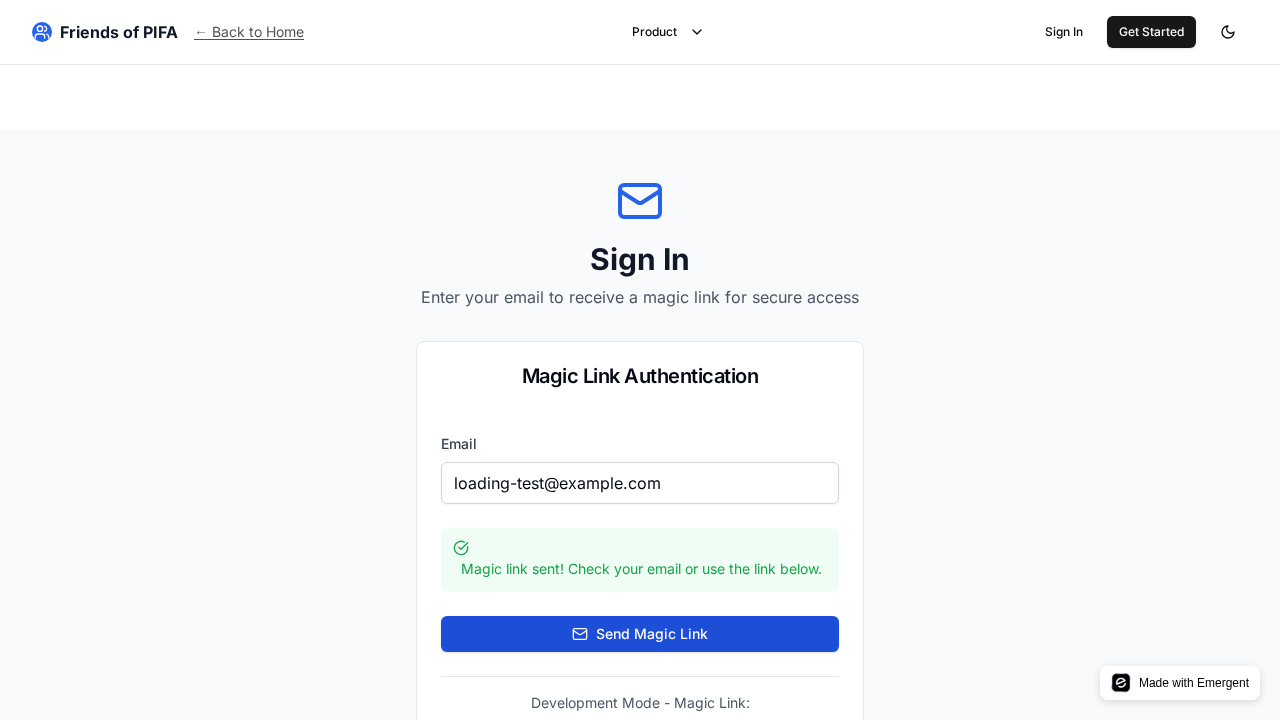 Friends of PIFA
← Back to Home
Product
Sign In
Get Started
Sign In
Enter your email to receive a magic link for secure access
Magic Link Authentication
Email
loading-test@example.com
Magic link sent! Check your email or use the link below.
Send Magic Link
Development Mode - Magic Link:
Made with Emergent